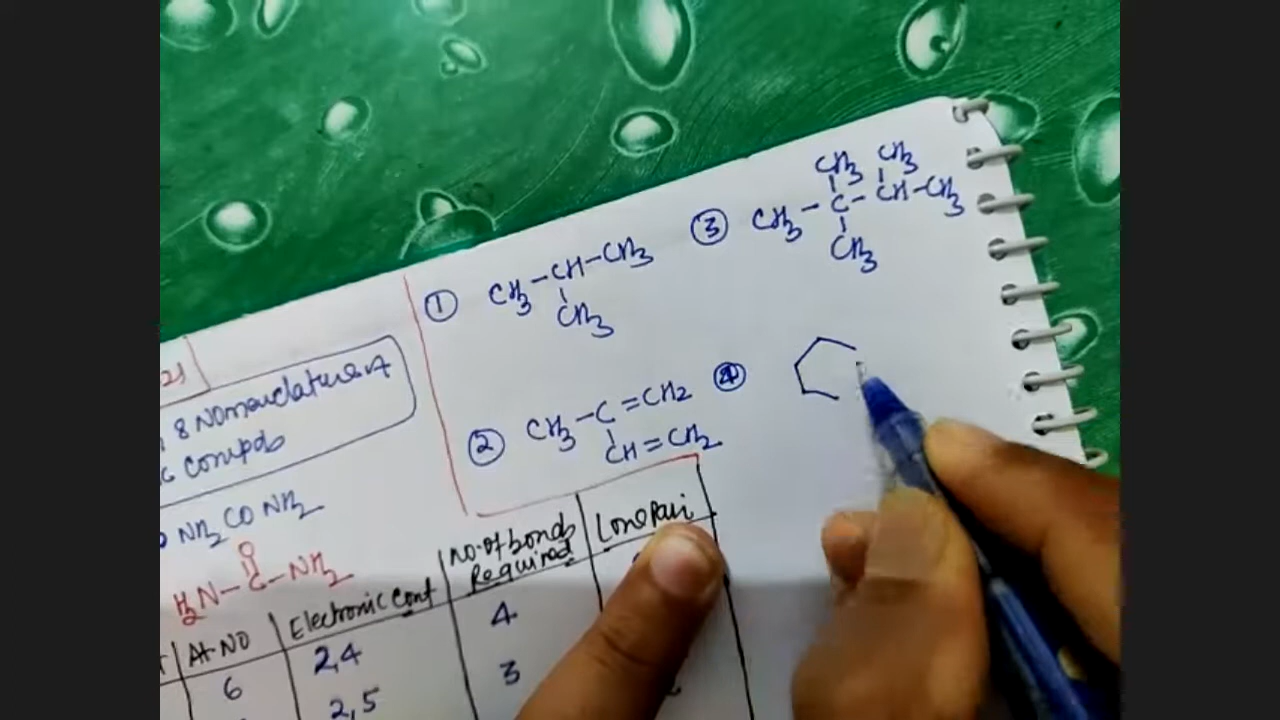 21)
& Nomenclature
compds
NH₂ CO NH₂
O
||
H₂N-C-NH₂
① CH₃-CH-CH₃
|
CH₃
② CH₃-C=CH₂
|
CH=CH₂
③ CH₃-C-CH-CH₃
CH₃ CH₃
CH₃
④
At. NO
Electronic Conf
NO. of bonds
Required
Lone Pair
6
2,4
4
2,5
3